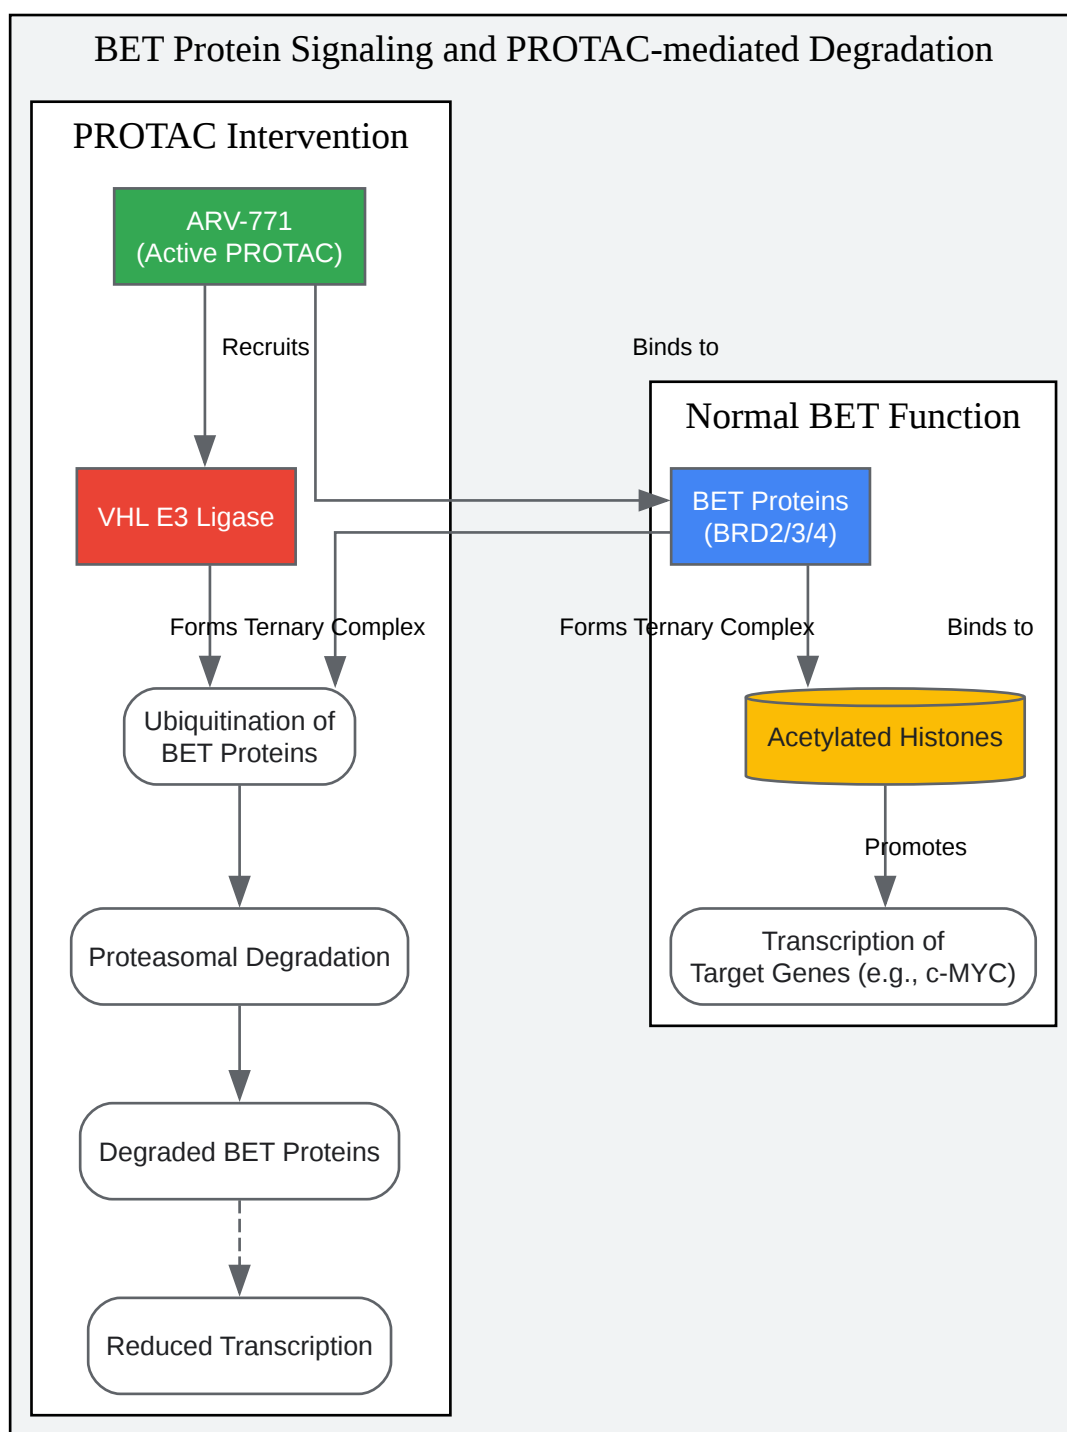 BET Protein Signaling and PROTAC-mediated Degradation
PROTAC Intervention
ARV-771
(Active PROTAC)
Recruits
Binds to
Normal BET Function
VHL E3 Ligase
BET Proteins
(BRD2/3/4)
Forms Ternary Complex
Forms Ternary Complex
Binds to
Ubiquitination of
BET Proteins
Acetylated Histones
Promotes
Proteasomal Degradation
Transcription of
Target Genes (e.g., c-MYC)
Degraded BET Proteins
Reduced Transcription